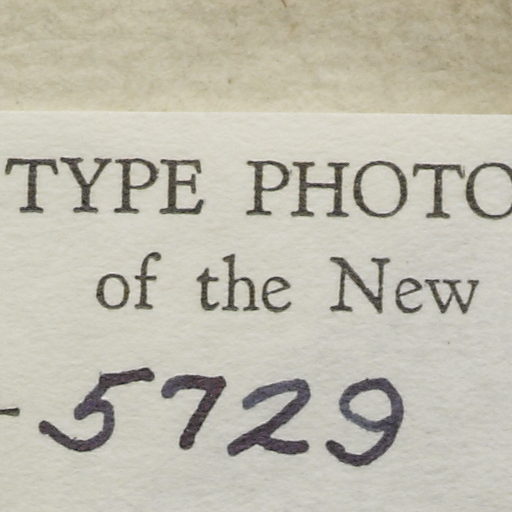 TYPE PHOTO
of the New
- 5729